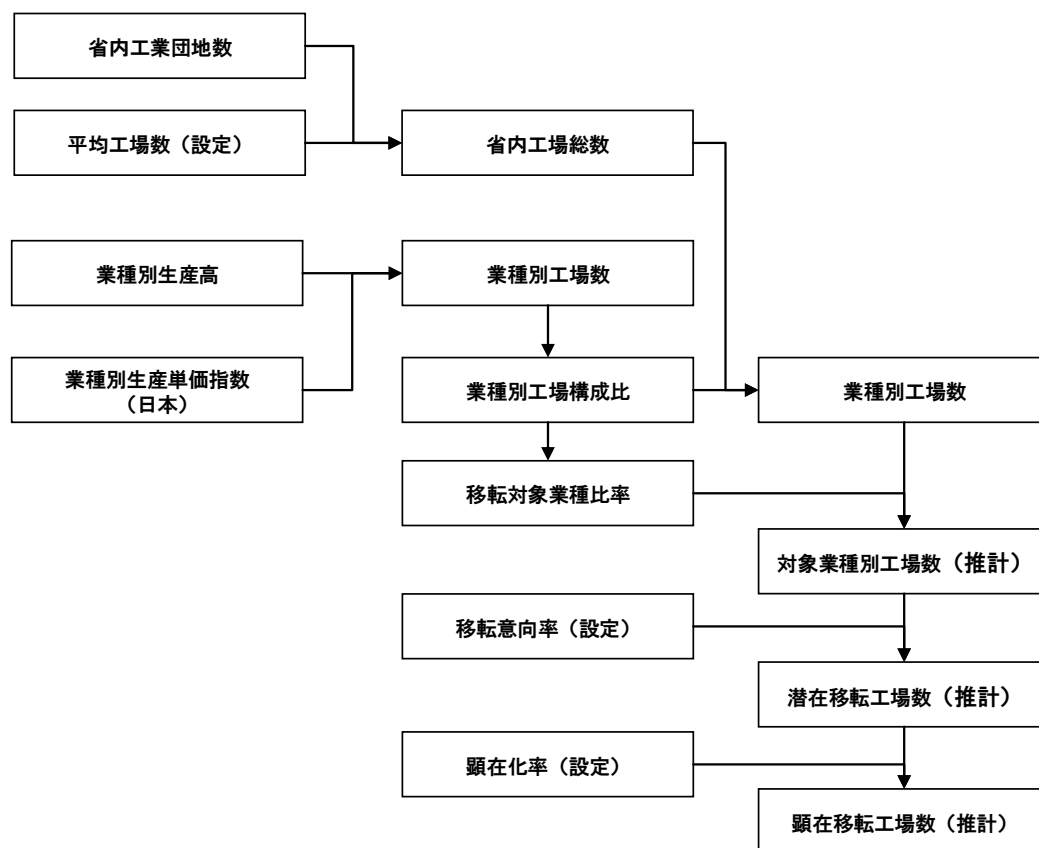 省内工業団地数
平均工場数（設定）
省内工場総数
業種別生産高
業種別工場数
業種別生産単価指数
（日本）
業種別工場構成比
業種別工場数
移転対象業種比率
対象業種別工場数（推計）
移転意向率（設定）
潜在移転工場数（推計）
顕在化率（設定）
顕在移転工場数（推計）